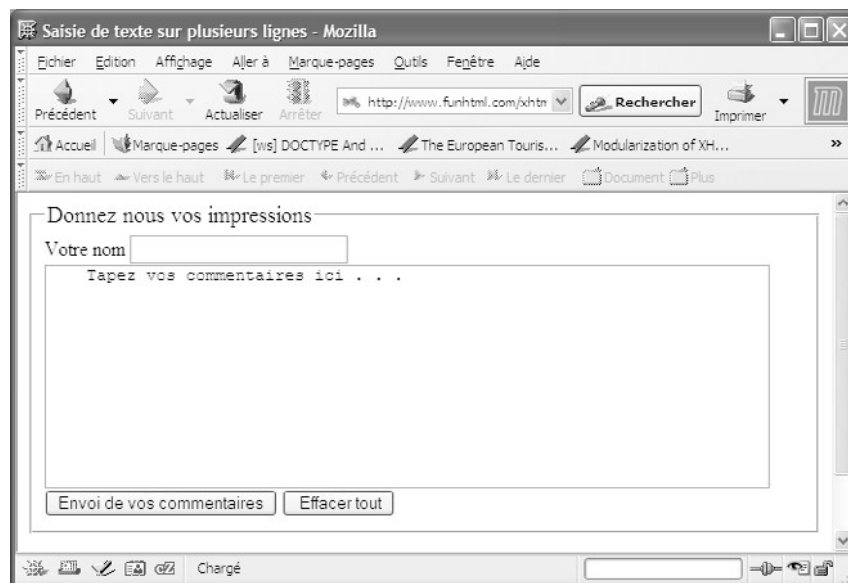 Saisie de texte sur plusieurs lignes - Mozilla
Fichier Edition Affichage Aller à Marque-pages Outils Fenêtre Aide
Précédent Suivant Actualiser Arrêter http://www.funhtml.com/xhtn Rechercher Imprimer
Accueil Marque-pages [ws] DOCTYPE And ... The European Touris... Modularization of XH... »
En haut Vers le haut Le premier Précédent Suivant Le dernier Document Plus
Donnez nous vos impressions
Votre nom
Tapez vos commentaires ici . . .
Envoi de vos commentaires Effacer tout
Chargé